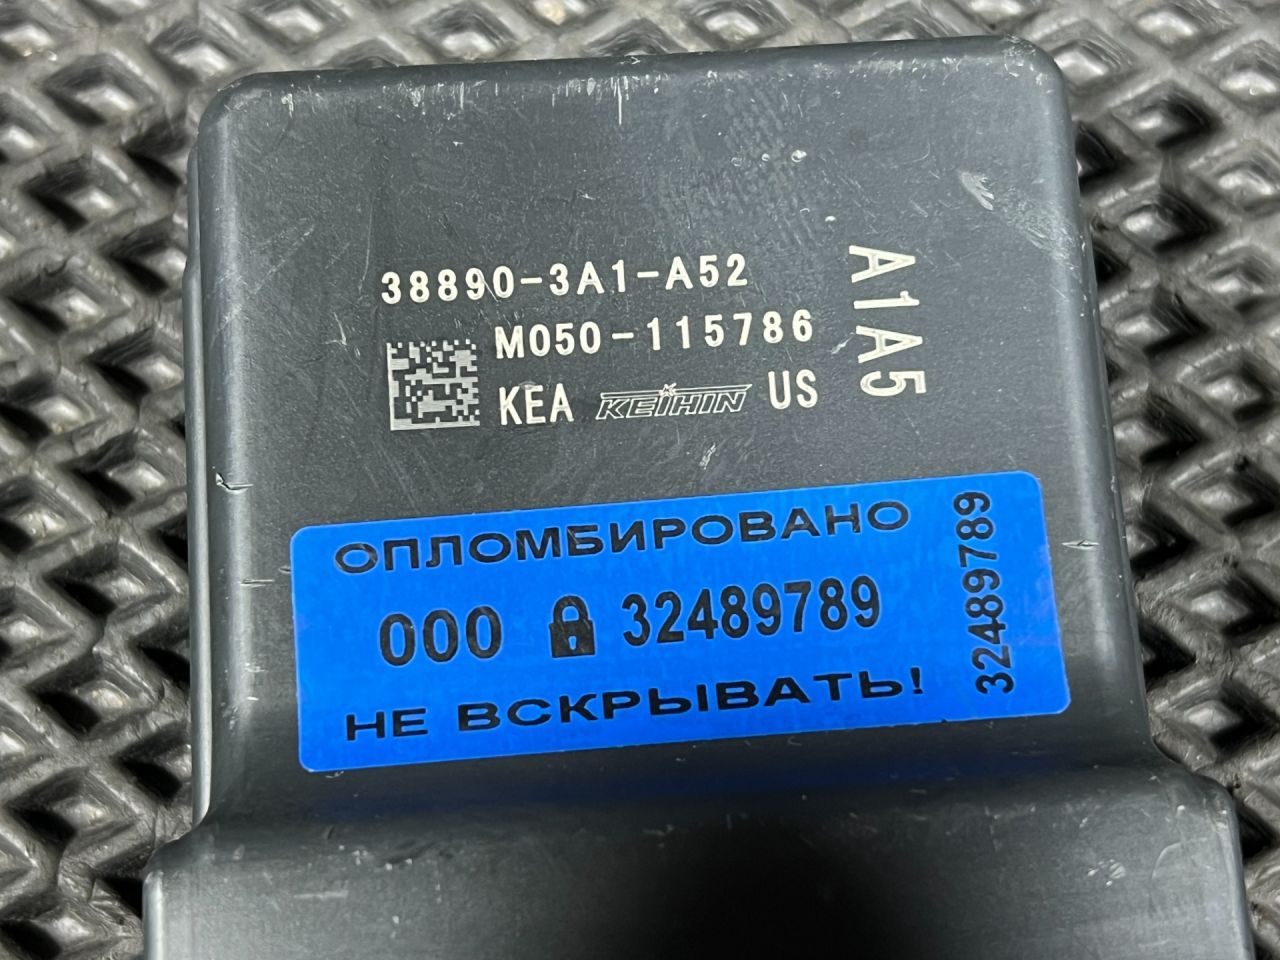 38890-3A1-A52
M050-115786
KEA KEIHIN US
A1A5
ОПЛОМБИРОВАНО
000 32489789
НЕ ВСКРЫВАТЬ!
32489789